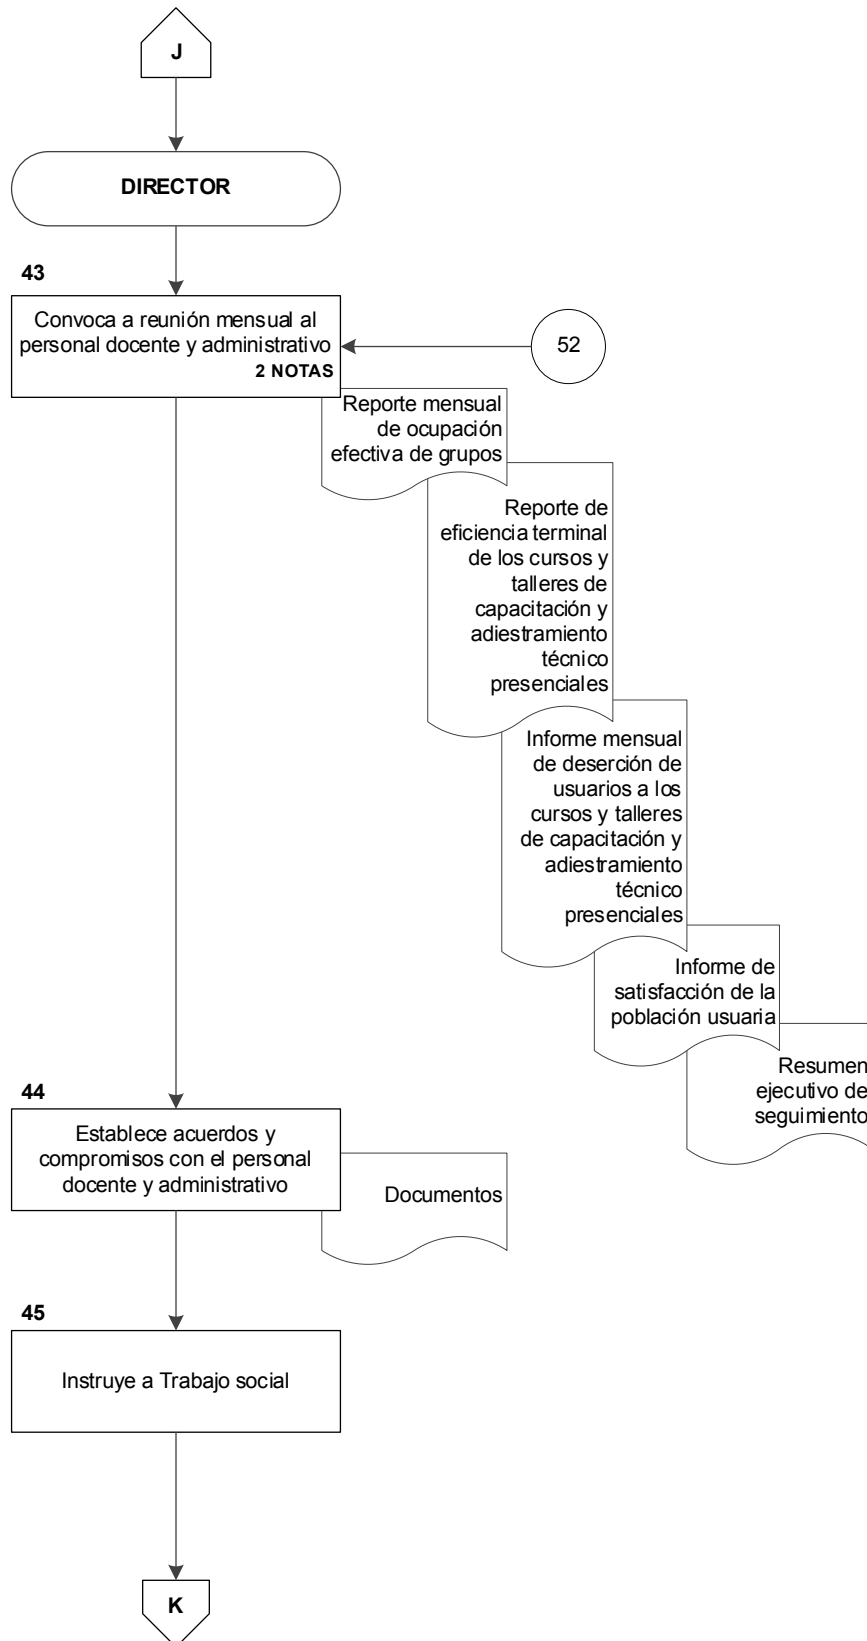 J
DIRECTOR
43
Convoca a reunión mensual al
personal docente y administrativo
2 NOTAS
52
Reporte mensual
de ocupación
efectiva de grupos
Reporte de
eficiencia terminal
de los cursos y
talleres de
capacitación y
adiestramiento
técnico
presenciales
Informe mensual
de deserción de
usuarios a los
cursos y talleres
de capacitación y
adiestramiento
técnico
presenciales
Informe de
satisfacción de la
población usuaria
Resumen
ejecutivo de
seguimiento
44
Establece acuerdos y
compromisos con el personal
docente y administrativo
Documentos
45
Instruye a Trabajo social
K